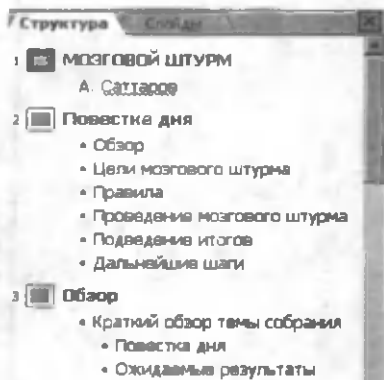 Структура Слайды
1 МОЗГОВОЙ ШТУРМ
А. Саттаров
2 Повестка дня
• Обзор
• Цели мозгового штурма
• Правила
• Проведение мозгового штурма
• Подведение итогов
• Дальнейшие шаги
3 Обзор
• Краткий обзор темы собрания
• Повестка дня
• Ожидаемые результаты